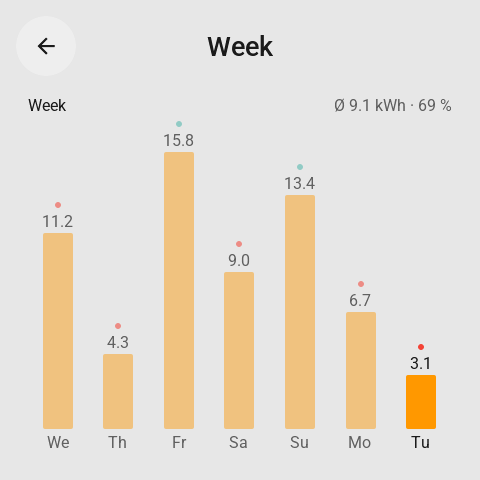 Week
Week
Ø 9.1 kWh · 69 %
15.8
13.4
11.2
9.0
6.7
4.3
3.1
We Th Fr Sa Su Mo Tu